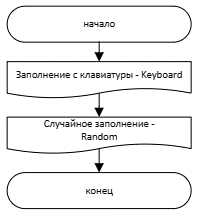 начало
Заполнение с клавиатуры - Keyboard
Случайное заполнение -
Random
конец